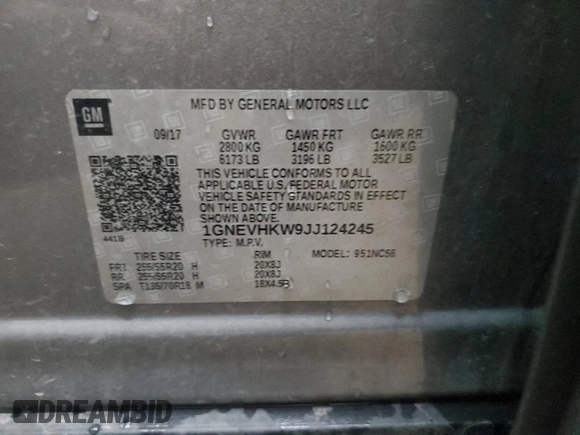 GM
MFD BY GENERAL MOTORS LLC
09/17 GVWR GAWR FRT GAWR RR
2800 KG 1450 KG 1600 KG
6173 LB 3196 LB 3527 LB
THIS VEHICLE CONFORMS TO ALL
APPLICABLE U.S. FEDERAL MOTOR
VEHICLE SAFETY STANDARDS IN EFFECT
ON THE DATE OF MANUFACTURE
SHOWN ABOVE.
1GNEVHKW9JJ124245
441B TYPE: M.P.V.
TIRE SIZE RIM MODEL: 951NC56
FRT 255/55R20 H 20X8J
RR 255/55R20 H 20X8J
SPA T135/70R18 M 18X4.5B
DREAMBID